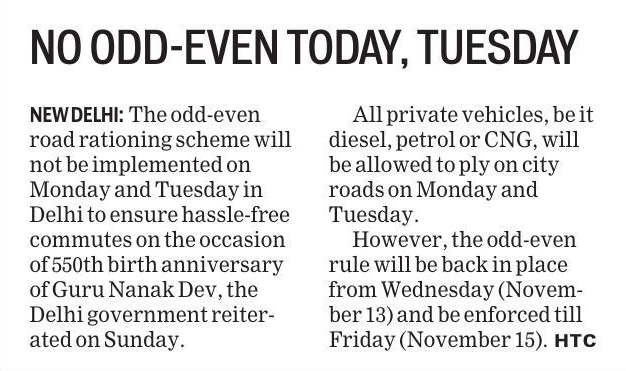 NO ODD-EVEN TODAY, TUESDAY
NEW DELHI: The odd-even
road rationing scheme will
not be implemented on
Monday and Tuesday in
Delhi to ensure hassle-free
commutes on the occasion
of 550th birth anniversary
of Guru Nanak Dev, the
Delhi government reiter-
ated on Sunday.
All private vehicles, be it
diesel, petrol or CNG, will
be allowed to ply on city
roads on Monday and
Tuesday.
However, the odd-even
rule will be back in place
from Wednesday (Novem-
ber 13) and be enforced till
Friday (November 15). HTC